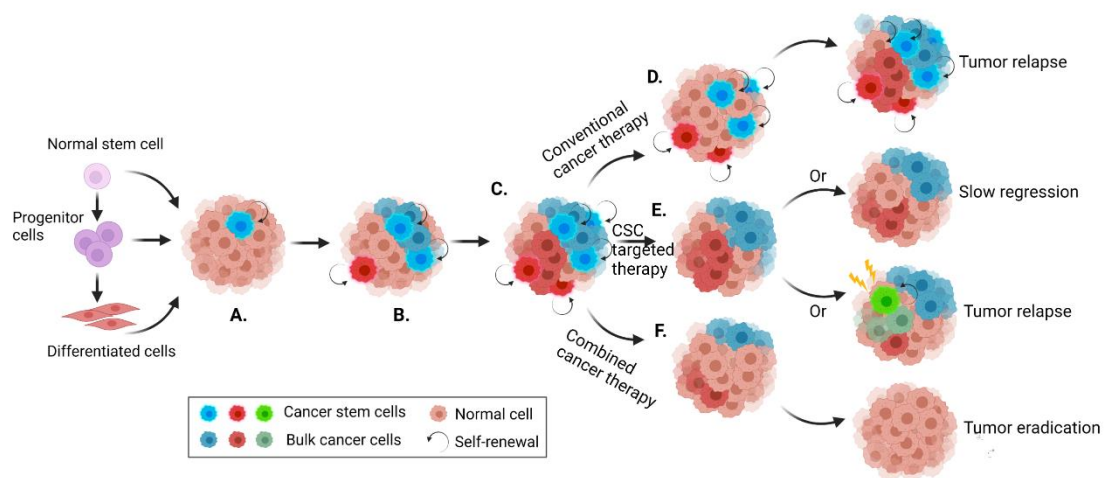 Normal stem cell
Progenitor
cells
Differentiated cells
A.
B.
C.
Conventional
cancer therapy
D.
Tumor relapse
CSC
targeted
therapy
E.
Or
Slow regression
Or
Tumor relapse
Combined
cancer therapy
F.
Tumor eradication
Cancer stem cells
Normal cell
Bulk cancer cells
Self-renewal